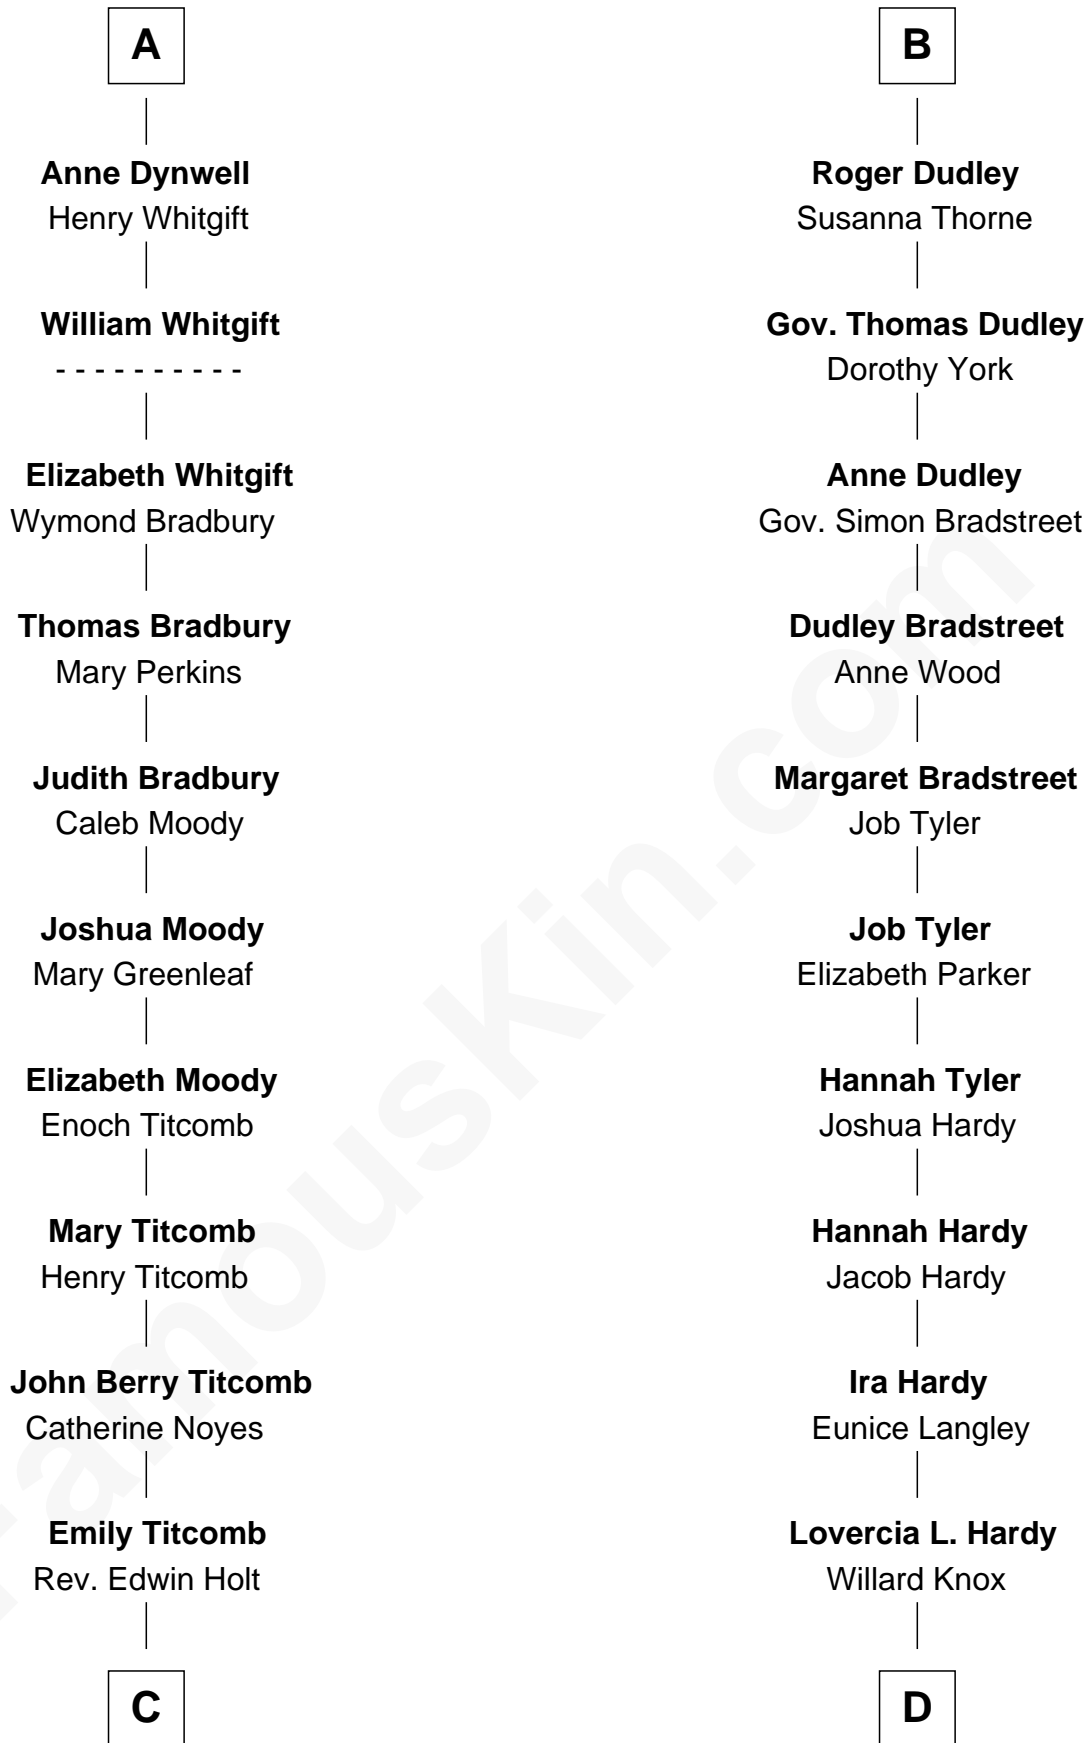 A
Anne Dynwell
Henry Whitgift
William Whitgift
- - - - - - - - - -
Elizabeth Whitgift
Wymond Bradbury
Thomas Bradbury
Mary Perkins
Judith Bradbury
Caleb Moody
Joshua Moody
Mary Greenleaf
Elizabeth Moody
Enoch Titcomb
Mary Titcomb
Henry Titcomb
John Berry Titcomb
Catherine Noyes
Emily Titcomb
Rev. Edwin Holt
C
B
Roger Dudley
Susanna Thorne
Gov. Thomas Dudley
Dorothy York
Anne Dudley
Gov. Simon Bradstreet
Dudley Bradstreet
Anne Wood
Margaret Bradstreet
Job Tyler
Job Tyler
Elizabeth Parker
Hannah Tyler
Joshua Hardy
Hannah Hardy
Jacob Hardy
Ira Hardy
Eunice Langley
Lovercia L. Hardy
Willard Knox
D
FamousKin.com